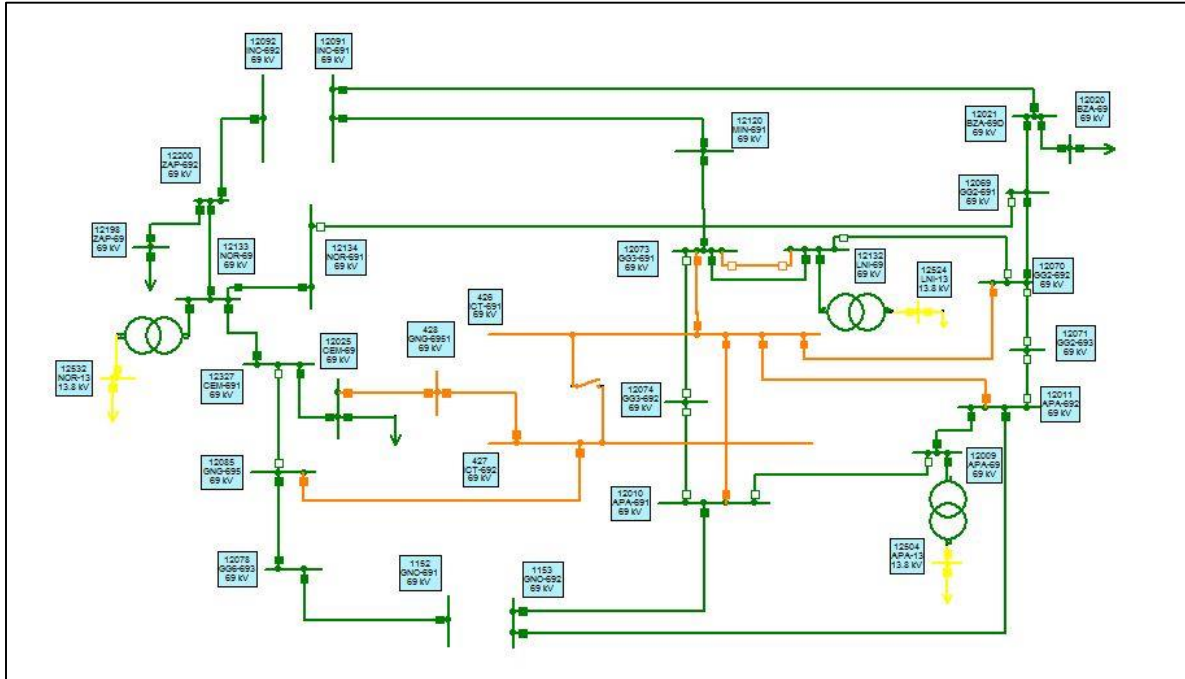 12092
INC-692
69 kV
12091
INC-691
69 kV
12020
BZA-69
69 kV
12021
BZA-69D
69 kV
12120
MIN-691
69 kV
12200
ZAP-692
69 kV
12069
GG2-691
69 kV
12198
ZAP-69
69 kV
12133
NOR-69
69 kV
12134
NOR-691
69 kV
12073
GG3-691
69 kV
12132
LNI-69
69 kV
12524
LNI-13
13.8 kV
12070
GG2-692
69 kV
426
ICT-691
69 kV
428
GNG-6951
69 kV
12025
CEM-69
69 kV
12071
GG2-693
69 kV
12532
NOR-13
13.8 kV
12327
CEM-691
69 kV
12074
GG3-692
69 kV
12011
APA-692
69 kV
12085
GNG-695
69 kV
427
ICT-692
69 kV
12009
APA-69
69 kV
12010
APA-691
69 kV
12504
APA-13
13.8 kV
12078
GG6-693
69 kV
1152
GNO-691
69 kV
1153
GNO-692
69 kV